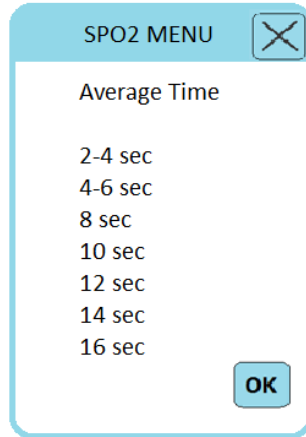 SPO2 MENU
Average Time
2-4 sec
4-6 sec
8 sec
10 sec
12 sec
14 sec
16 sec
OK